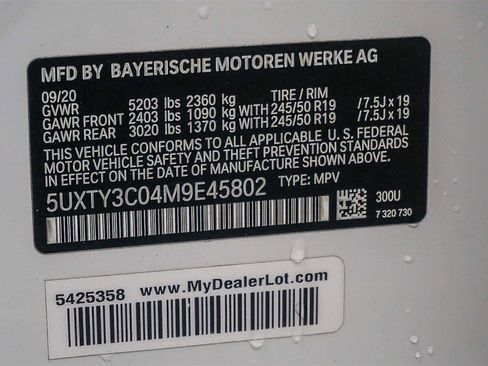 MFD BY BAYERISCHE MOTOREN WERKE AG
09/20 TIRE / RIM
GVWR 5203 lbs 2360 kg
GAWR FRONT 2403 lbs 1090 kg WITH 245/50 R19 /7.5J x 19
GAWR REAR 3020 lbs 1370 kg WITH 245/50 R19 /7.5J x 19
THIS VEHICLE CONFORMS TO ALL APPLICABLE U. S. FEDERAL
MOTOR VEHICLE SAFETY, BUMPER, AND THEFT PREVENTION STANDARDS
IN EFFECT ON THE DATE OF MANUFACTURE SHOWN ABOVE.
5UXTY3C04M9E45802 TYPE: MPV
300U
7 320 730
5425358 www.MyDealerLot.com